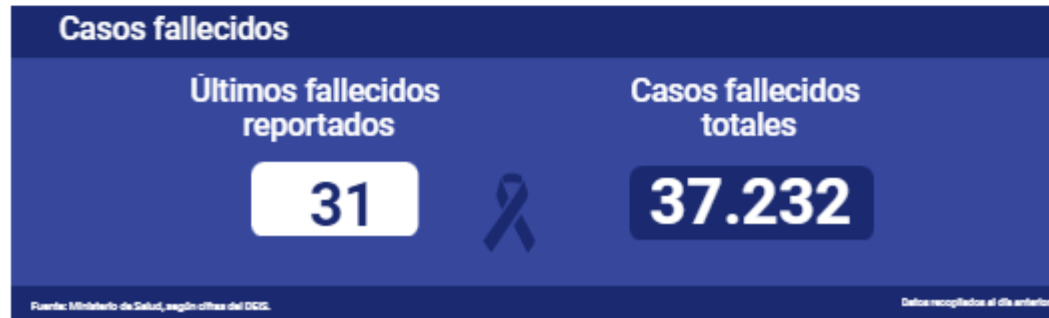 Casos fallecidos
Últimos fallecidos
reportados
31
Casos fallecidos
totales
37.232
Fuente: Ministerio de Salud, según cifras del DEIS.
Datos recopilados al día anterior